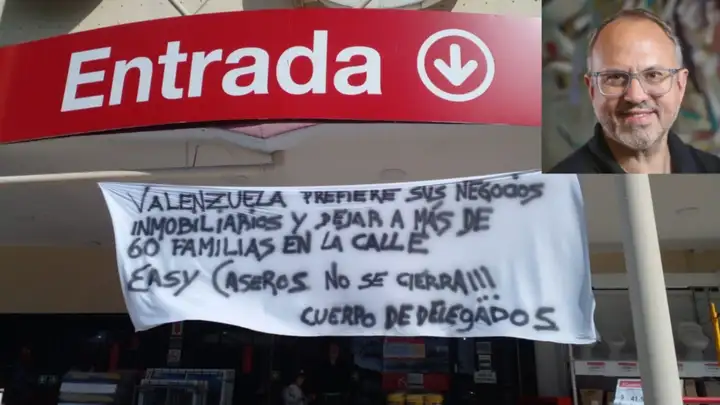 Entrada
VALENZUELA PREFIERE SUS NEGOCIOS
INMOBILIARIOS Y DEJAR A MÁS DE
60 FAMILIAS EN LA CALLE
EASY CASEROS NO SE CIERRA!!!
CUERPO DE DELEGADOS